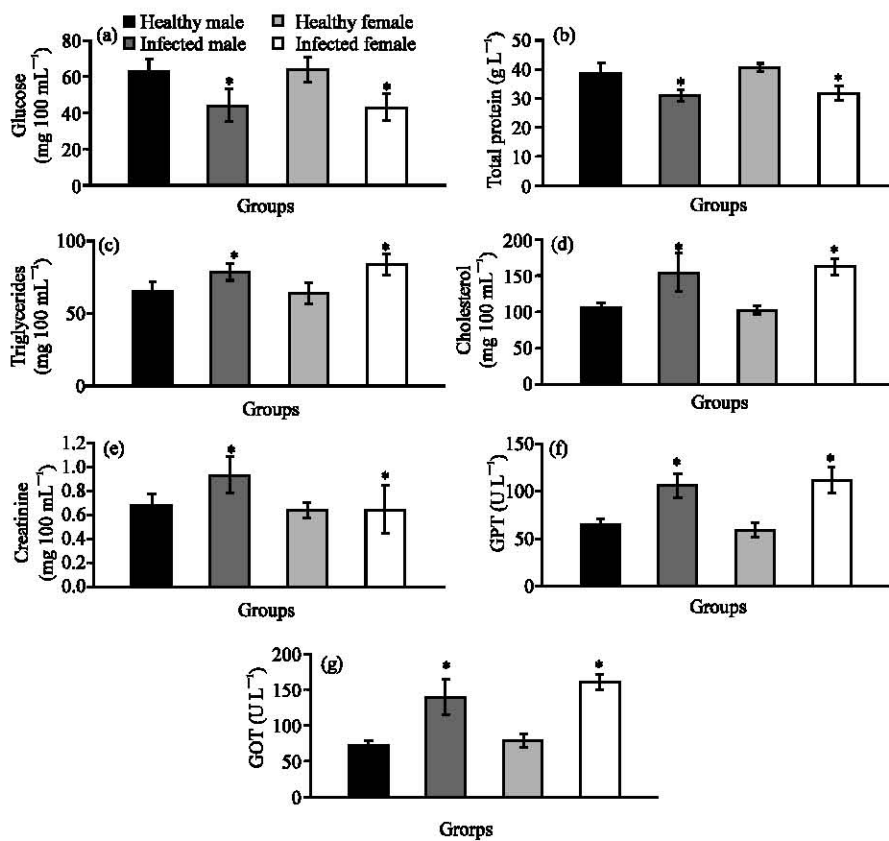 (a)
Healthy male
Healthy female
Infected male
Infected female
80
60
40
20
0
Glucose
(mg 100 mL⁻¹)
*
*
Groups
(b)
50
40
30
20
10
0
Total protein (g L⁻¹)
*
*
Groups
(c)
100
50
0
Triglycerides
(mg 100 mL⁻¹)
*
*
Groups
(d)
200
150
100
50
0
Cholesterol
(mg 100 mL⁻¹)
*
*
Groups
(e)
1.2
1.0
0.8
0.6
0.4
0.2
0.0
Creatinine
(mg 100 mL⁻¹)
*
*
Groups
(f)
150
100
50
0
GPT (U L⁻¹)
*
*
Groups
(g)
200
150
100
50
0
GOT (U L⁻¹)
*
*
Grorps